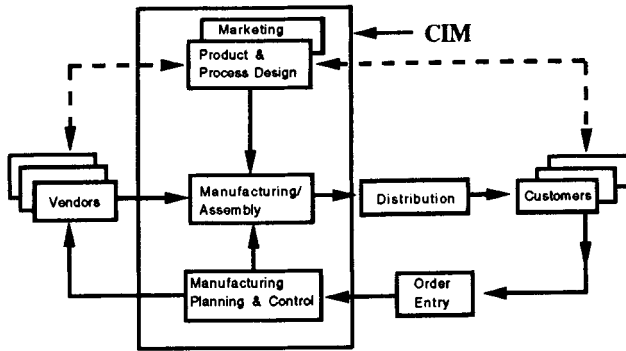 Marketing
CIM
Product &
Process Design
Vendors
Manufacturing/
Assembly
Distribution
Customers
Manufacturing
Planning & Control
Order
Entry